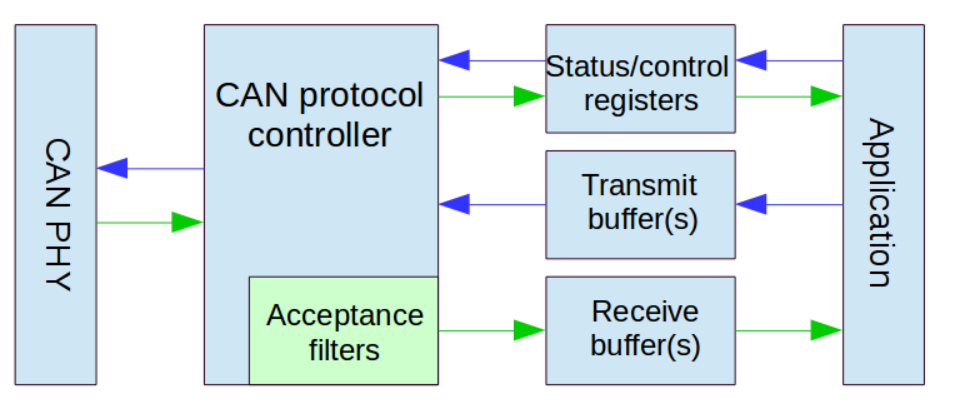 CAN PHY
CAN protocol
controller
Acceptance
filters
Status/control
registers
Transmit
buffer(s)
Receive
buffer(s)
Application